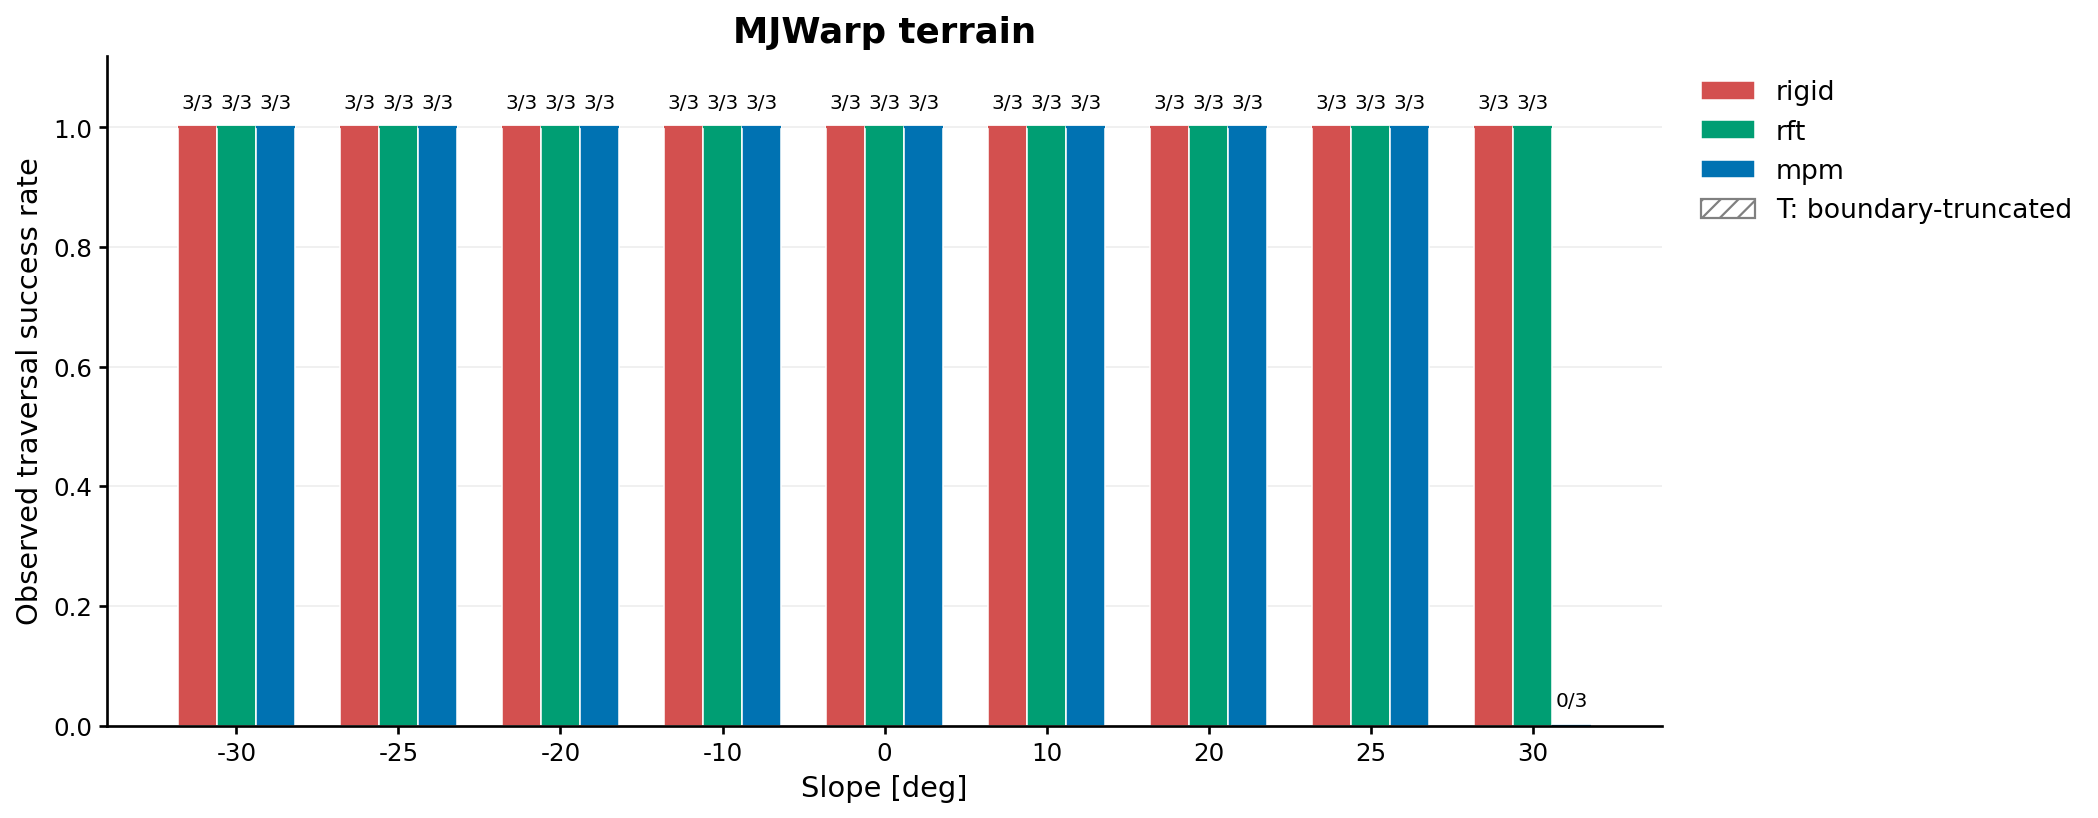 MJWarp terrain
3/3 3/3 3/3 3/3 3/3 3/3 3/3 3/3 3/3 3/3 3/3 3/3 3/3 3/3 3/3 3/3 3/3 3/3 3/3 3/3 3/3 3/3 3/3 3/3 3/3 3/3
0/3
Observed traversal success rate
1.0
0.8
0.6
0.4
0.2
0.0
-30 -25 -20 -10 0 10 20 25 30
Slope [deg]
rigid
rft
mpm
T: boundary-truncated